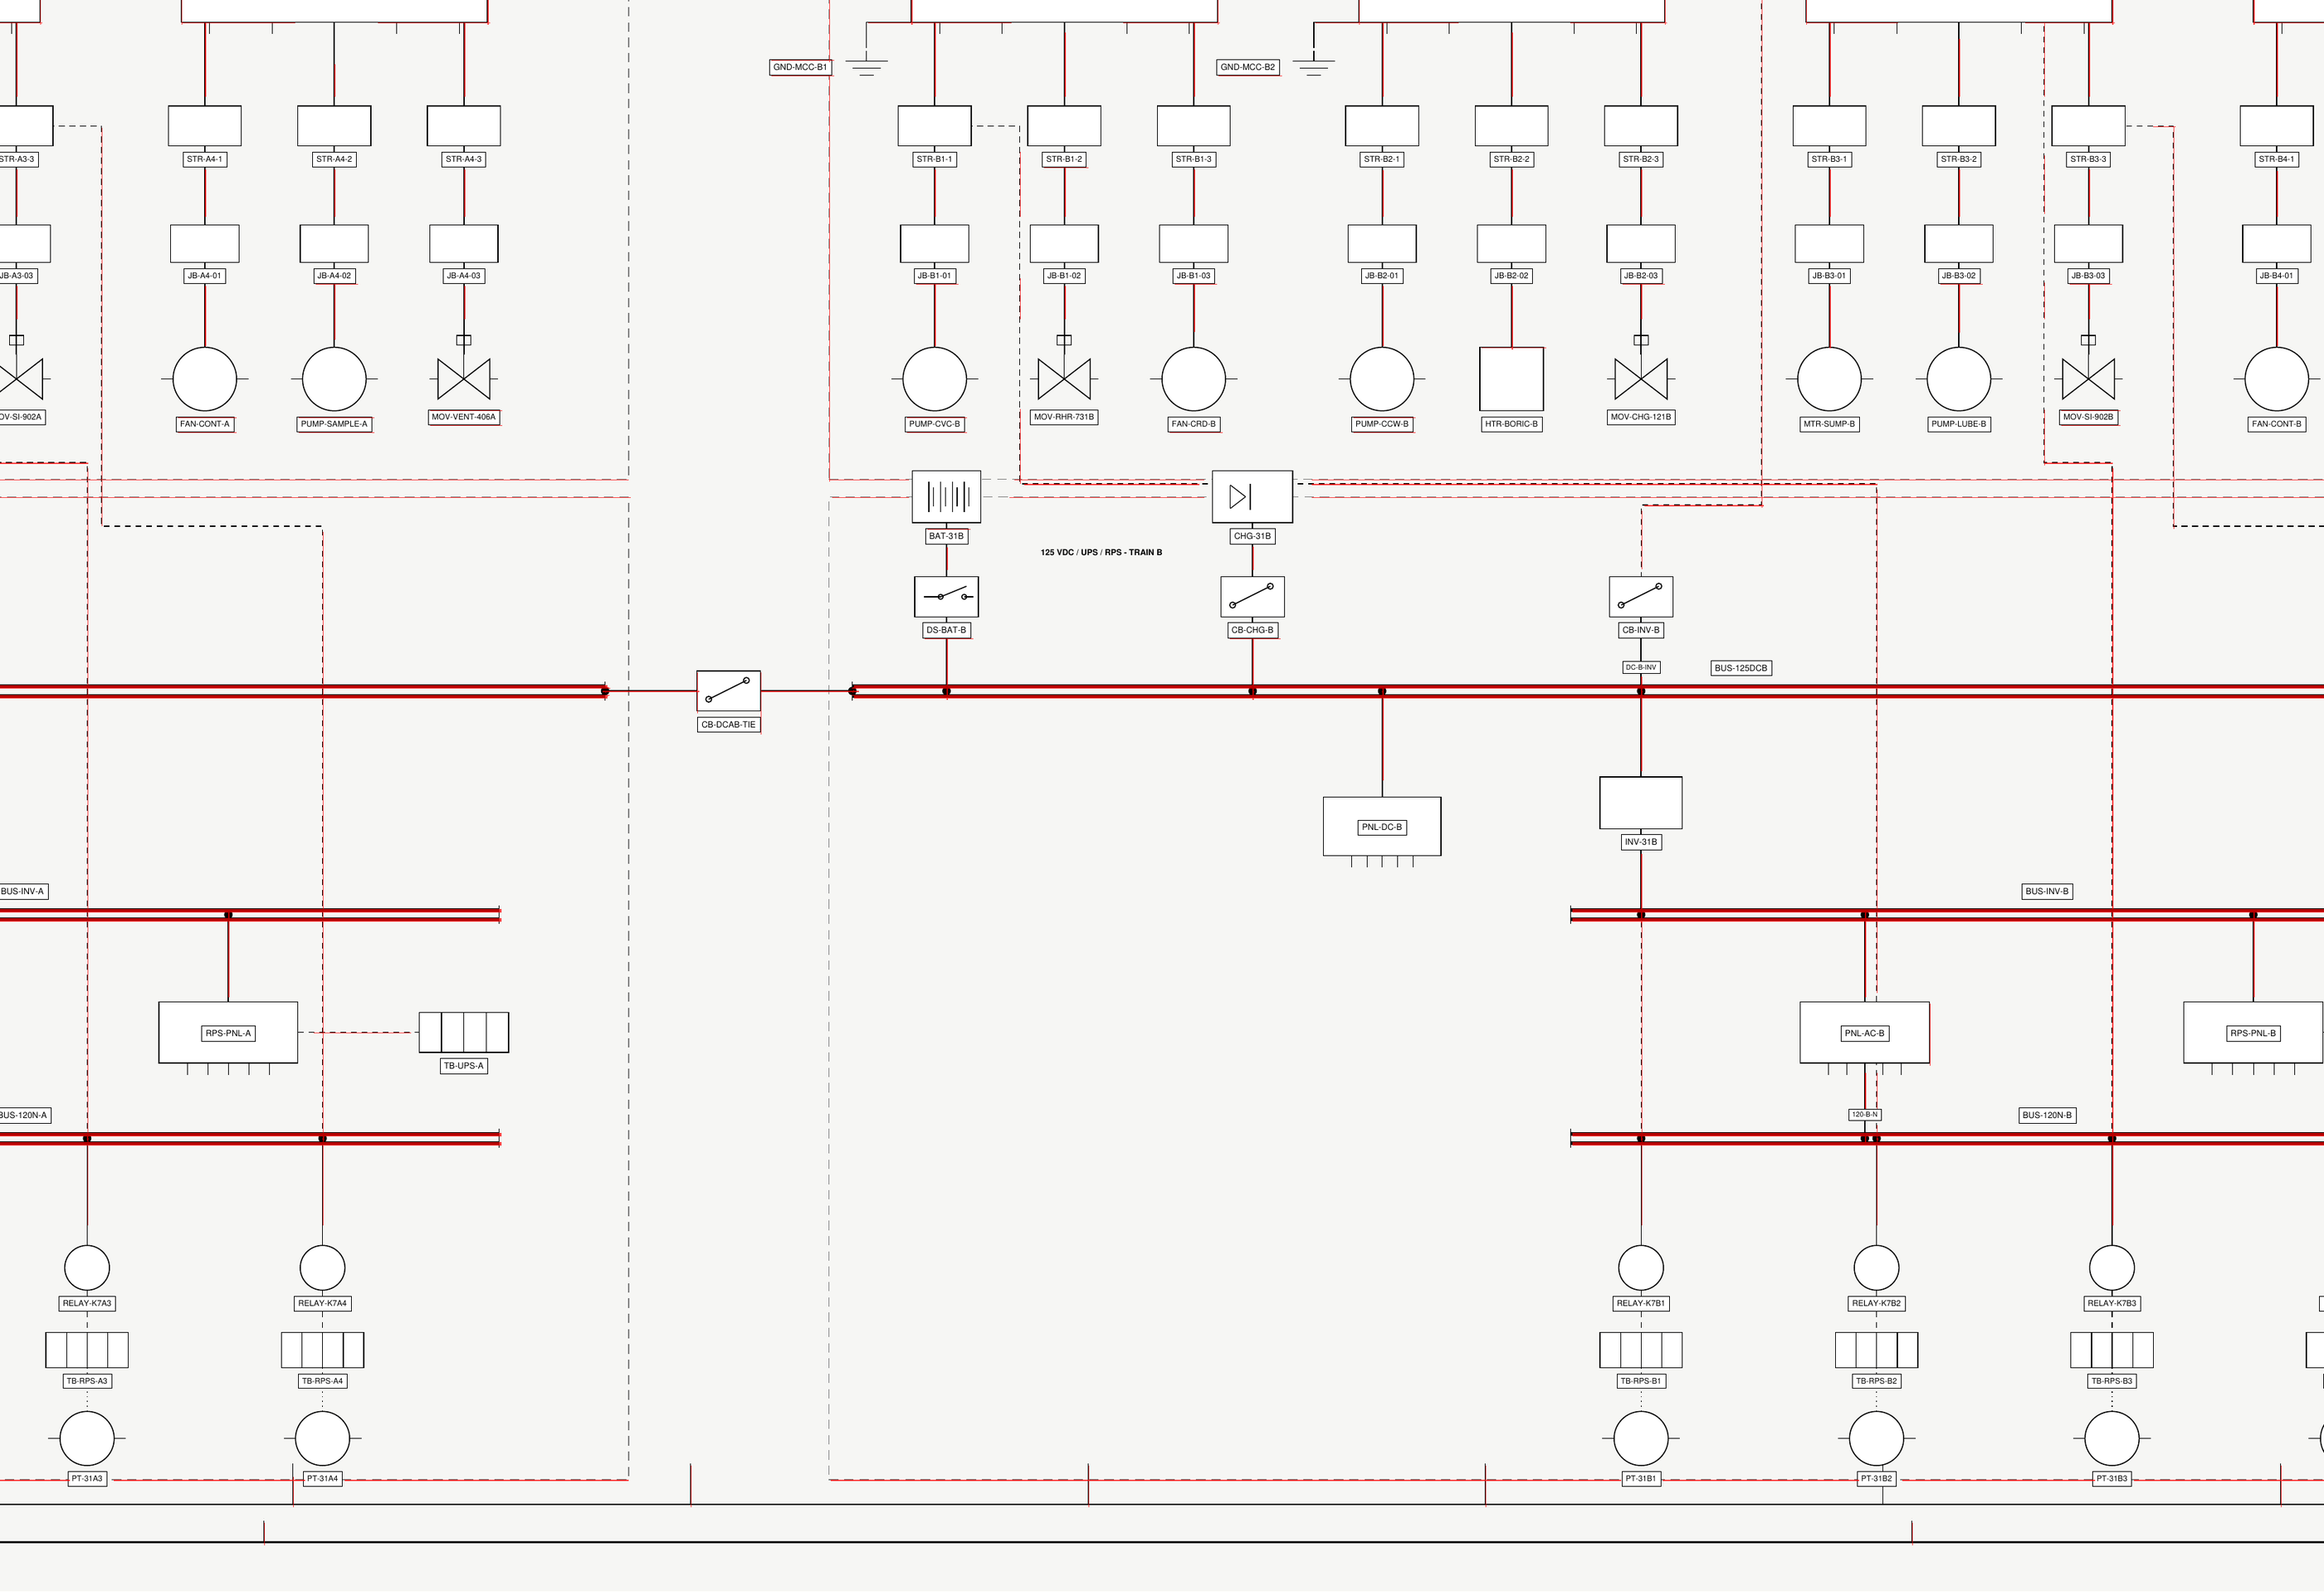 GND-MCC-B1
GND-MCC-B2
STR-A3-3
STR-A4-1
STR-A4-2
STR-A4-3
STR-B1-1
STR-B1-2
STR-B1-3
STR-B2-1
STR-B2-2
STR-B2-3
STR-B3-1
STR-B3-2
STR-B3-3
STR-B4-1
JB-A3-03
JB-A4-01
JB-A4-02
JB-A4-03
JB-B1-01
JB-B1-02
JB-B1-03
JB-B2-01
JB-B2-02
JB-B2-03
JB-B3-01
JB-B3-02
JB-B3-03
JB-B4-01
OV-SI-902A
FAN-CONT-A
PUMP-SAMPLE-A
MOV-VENT-406A
PUMP-CVC-B
MOV-RHR-731B
FAN-CRD-B
PUMP-CCW-B
HTR-BORIC-B
MOV-CHG-121B
MTR-SUMP-B
PUMP-LUBE-B
MOV-SI-902B
FAN-CONT-B
BAT-31B
CHG-31B
125 VDC / UPS / RPS - TRAIN B
DS-BAT-B
CB-CHG-B
CB-INV-B
DC-B-INV
BUS-125DCB
CB-DCAB-TIE
PNL-DC-B
INV-31B
BUS-INV-A
BUS-INV-B
RPS-PNL-A
TB-UPS-A
PNL-AC-B
RPS-PNL-B
BUS-120N-A
120-B-N
BUS-120N-B
RELAY-K7A3
RELAY-K7A4
RELAY-K7B1
RELAY-K7B2
RELAY-K7B3
TB-RPS-A3
TB-RPS-A4
TB-RPS-B1
TB-RPS-B2
TB-RPS-B3
PT-31A3
PT-31A4
PT-31B1
PT-31B2
PT-31B3